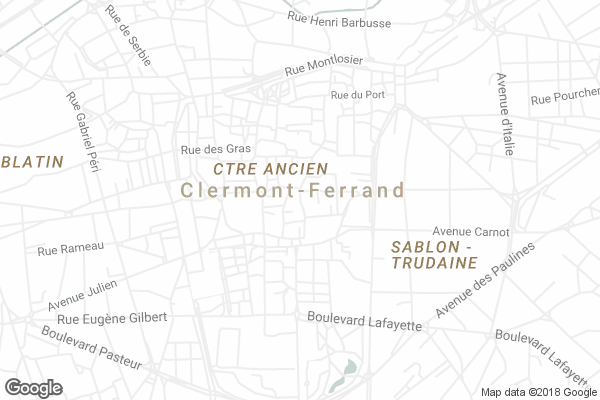 Rue Henri Barbusse
Rue de Serbie
Rue Montlosier
Rue du Port
Rue Pourcher
Avenue d'Italie
Rue Gabriel Péri
Rue des Gras
BLATIN
CTRE ANCIEN
Clermont-Ferrand
Avenue Carnot
Rue Rameau
SABLON -
TRUDAINE
Avenue des Paulines
Avenue Julien
Rue Eugène Gilbert
Boulevard Lafayette
Boulevard Pasteur
Boulevard Lafayette
Google
Map data ©2018 Google